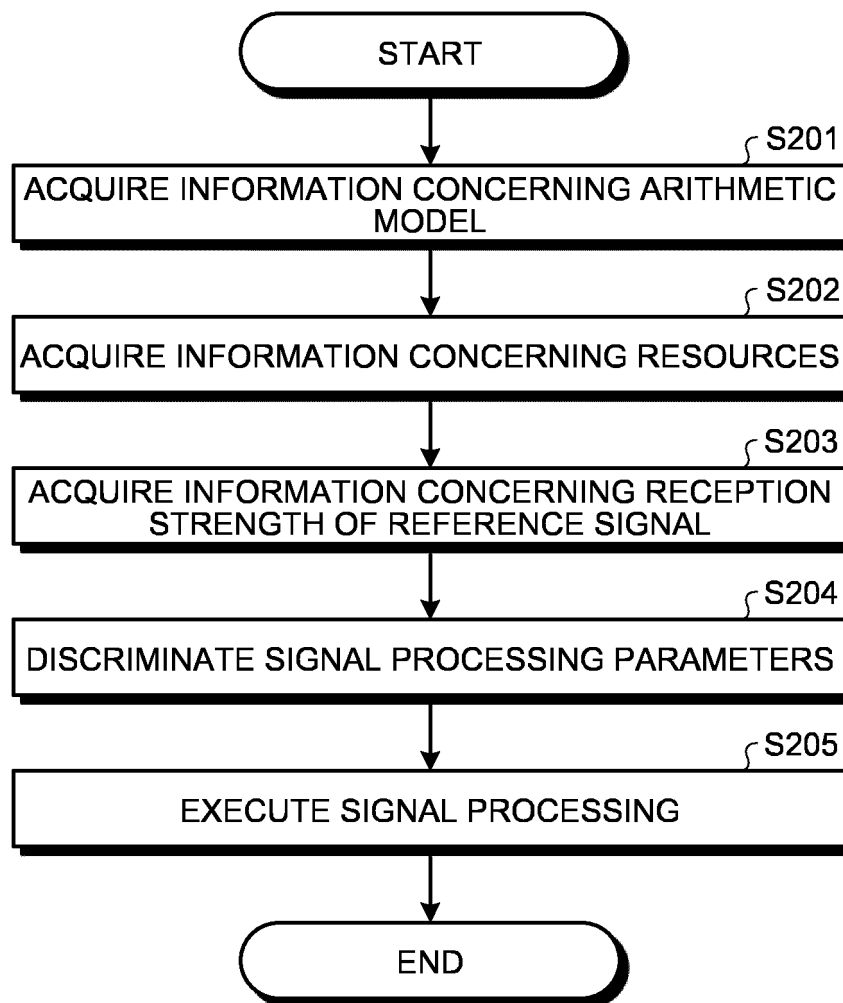 START
S201
ACQUIRE INFORMATION CONCERNING ARITHMETIC
MODEL
S202
ACQUIRE INFORMATION CONCERNING RESOURCES
S203
ACQUIRE INFORMATION CONCERNING RECEPTION
STRENGTH OF REFERENCE SIGNAL
S204
DISCRIMINATE SIGNAL PROCESSING PARAMETERS
S205
EXECUTE SIGNAL PROCESSING
END